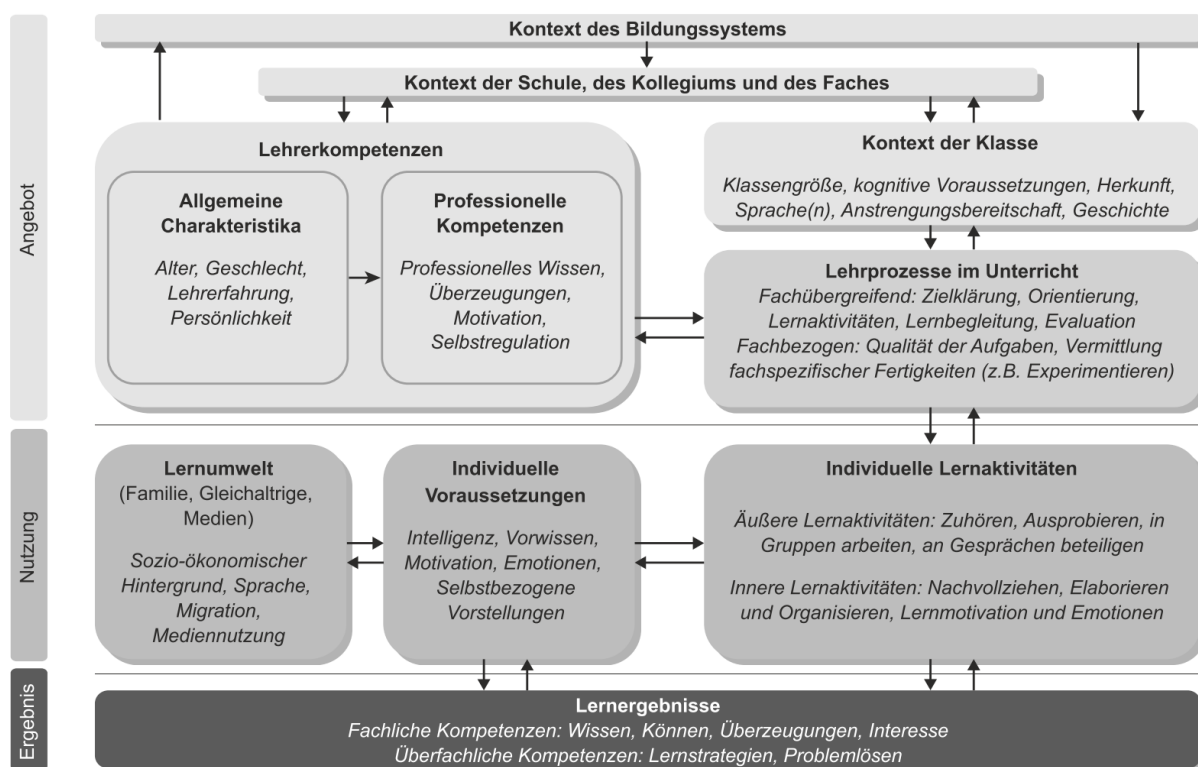 Angebot
Kontext des Bildungssystems
Kontext der Schule, des Kollegiums und des Faches
Lehrerkompetenzen
Allgemeine
Charakteristika
Alter, Geschlecht,
Lehrerfahrung,
Persönlichkeit
Professionelle
Kompetenzen
Professionelles Wissen,
Überzeugungen,
Motivation,
Selbstregulation
Kontext der Klasse
Klassengröße, kognitive Voraussetzungen, Herkunft,
Sprache(n), Anstrengungsbereitschaft, Geschichte
Lehrprozesse im Unterricht
Fachübergreifend: Zielklärung, Orientierung,
Lernaktivitäten, Lernbegleitung, Evaluation
Fachbezogen: Qualität der Aufgaben, Vermittlung
fachspezifischer Fertigkeiten (z.B. Experimentieren)
Nutzung
Lernumwelt
(Familie, Gleichaltrige,
Medien)
Sozio-ökonomischer
Hintergrund, Sprache,
Migration,
Mediennutzung
Individuelle
Voraussetzungen
Intelligenz, Vorwissen,
Motivation, Emotionen,
Selbstbezogene
Vorstellungen
Individuelle Lernaktivitäten
Äußere Lernaktivitäten: Zuhören, Ausprobieren, in
Gruppen arbeiten, an Gesprächen beteiligen
Innere Lernaktivitäten: Nachvollziehen, Elaborieren
und Organisieren, Lernmotivation und Emotionen
Ergebnis
Lernergebnisse
Fachliche Kompetenzen: Wissen, Können, Überzeugungen, Interesse
Überfachliche Kompetenzen: Lernstrategien, Problemlösen